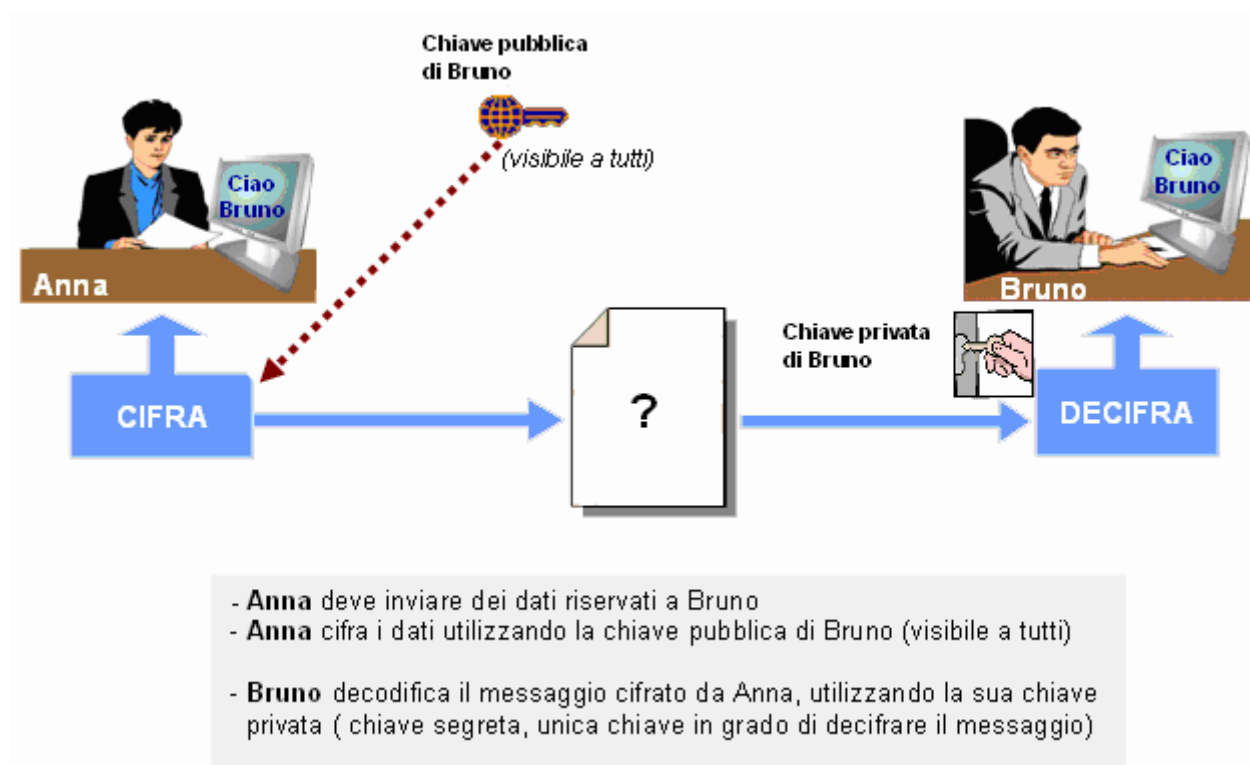 Chiave pubblica
di Bruno
(visibile a tutti)
Ciao
Bruno
Anna
Ciao
Bruno
Bruno
Chiave privata
di Bruno
CIFRA
?
DECIFRA
- Anna deve inviare dei dati riservati a Bruno
- Anna cifra i dati utilizzando la chiave pubblica di Bruno (visibile a tutti)
- Bruno decodifica il messaggio cifrato da Anna, utilizzando la sua chiave
privata ( chiave segreta, unica chiave in grado di decifrare il messaggio)